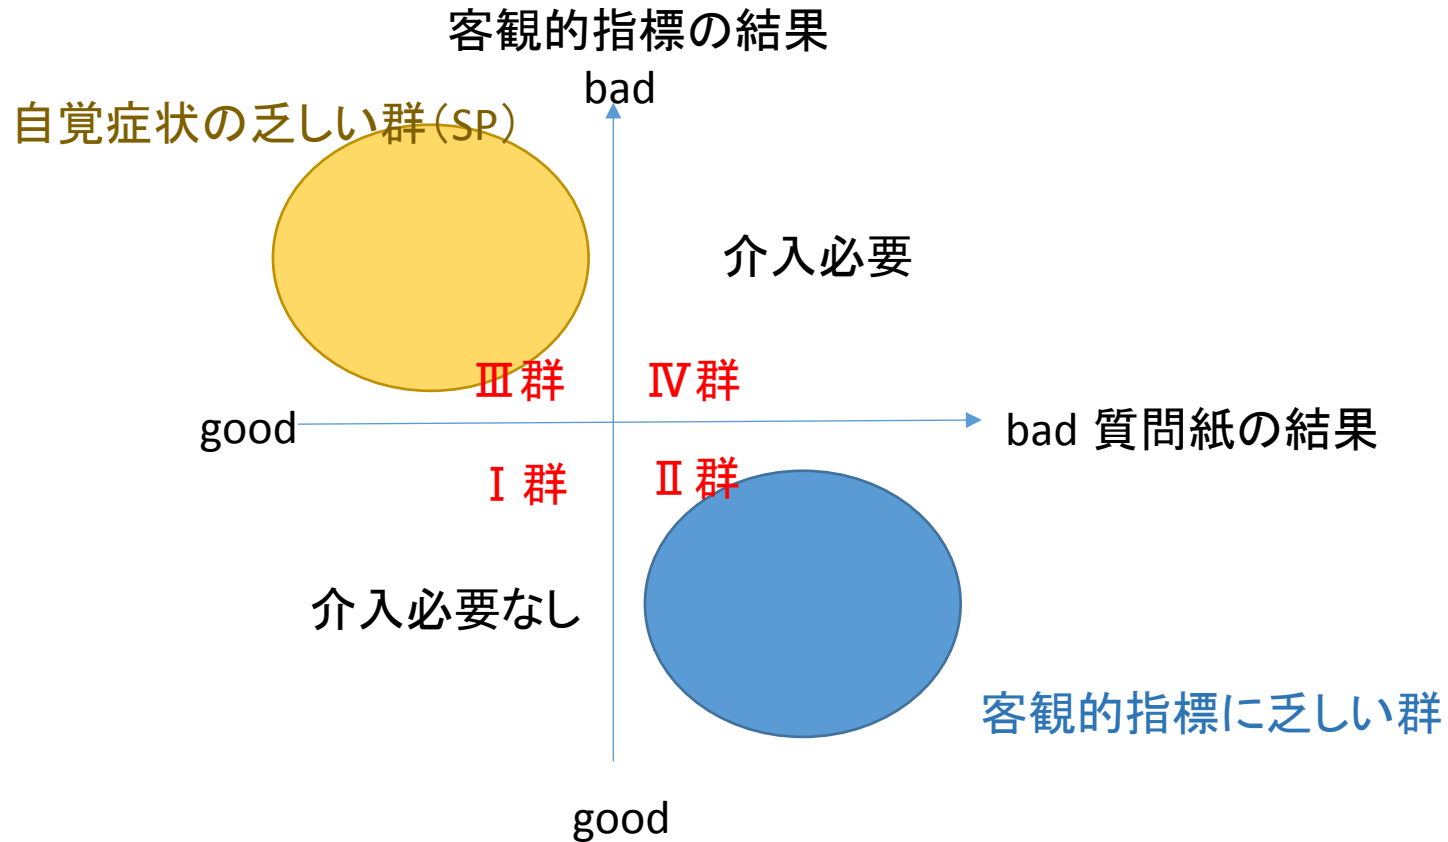 客観的指標の結果
bad
自覚症状の乏しい群（SP）
介入必要
Ⅲ群
Ⅳ群
good
bad 質問紙の結果
Ⅰ群
Ⅱ群
介入必要なし
客観的指標に乏しい群
good